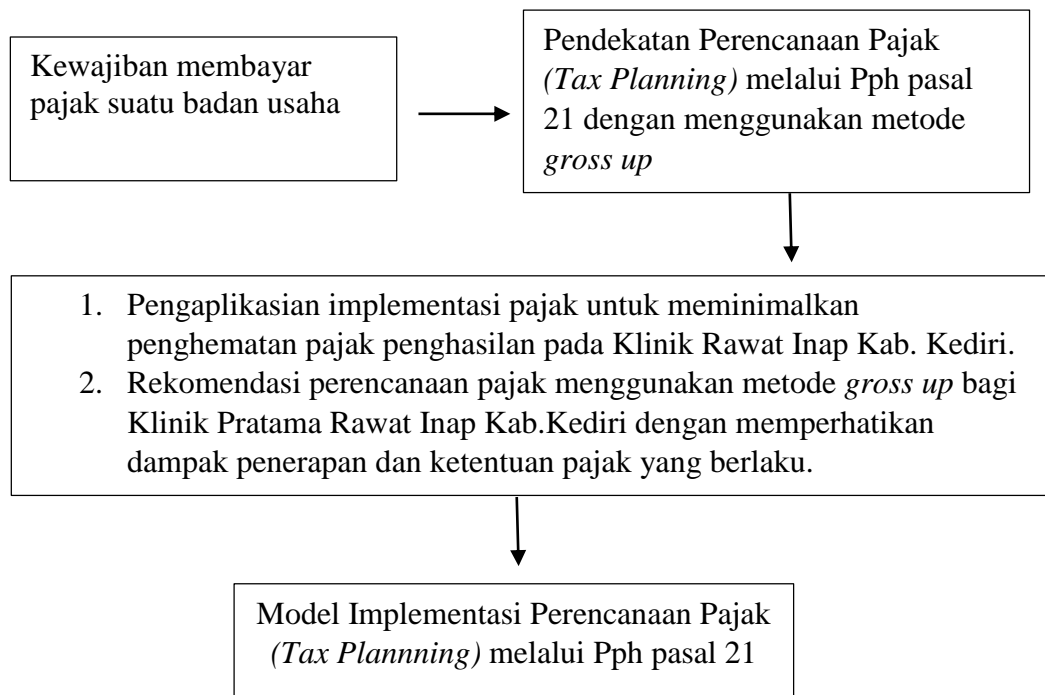 Kewajiban membayar
pajak suatu badan usaha
Pendekatan Perencanaan Pajak
(Tax Planning) melalui Pph pasal
21 dengan menggunakan metode
gross up
1. Pengaplikasian implementasi pajak untuk meminimalkan
penghematan pajak penghasilan pada Klinik Rawat Inap Kab. Kediri.
2. Rekomendasi perencanaan pajak menggunakan metode gross up bagi
Klinik Pratama Rawat Inap Kab.Kediri dengan memperhatikan
dampak penerapan dan ketentuan pajak yang berlaku.
Model Implementasi Perencanaan Pajak
(Tax Plannning) melalui Pph pasal 21